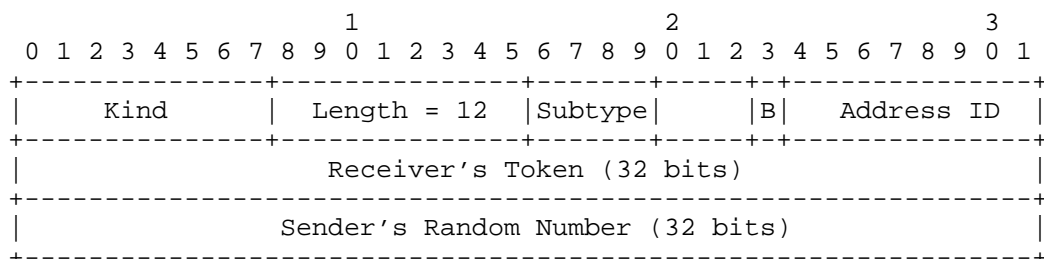 1                   2                   3
 0 1 2 3 4 5 6 7 8 9 0 1 2 3 4 5 6 7 8 9 0 1 2 3 4 5 6 7 8 9 0 1
+---------------+---------------+-------+-----+-+---------------+
|     Kind      |  Length = 12  |Subtype|     |B|   Address ID  |
+---------------+---------------+-------+-----+-+---------------+
|                   Receiver’s Token (32 bits)                  |
+---------------------------------------------------------------+
|                Sender’s Random Number (32 bits)               |
+---------------------------------------------------------------+